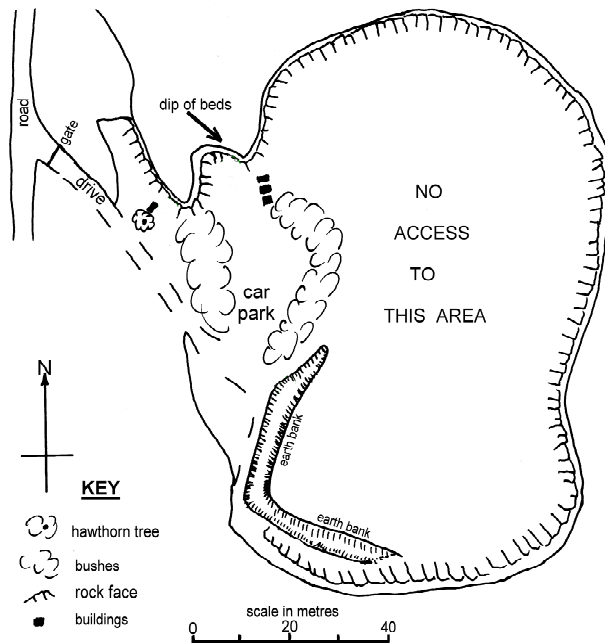 road
gate
drive
dip of beds
NO
ACCESS
TO
THIS AREA
car
park
earth bank
earth bank
N
KEY
hawthorn tree
bushes
rock face
buildings
scale in metres
0 20 40